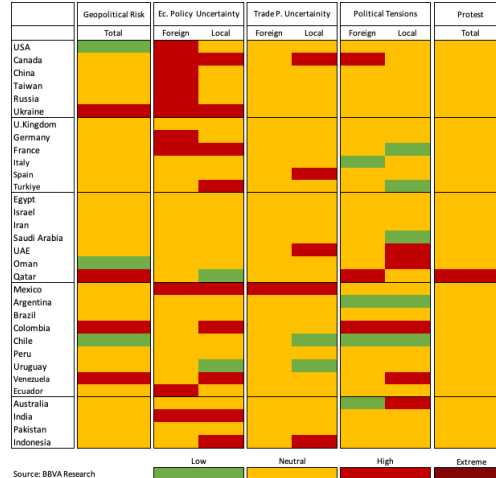 Geopolitical Risk Ec. Policy Uncertainty Trade P. Uncertainty Political Tensions Protest
Total Foreign Local Foreign Local Foreign Local Total
USA
Canada
China
Taiwan
Russia
Ukraine
U.Kingdom
Germany
France
Italy
Spain
Turkiye
Egypt
Israel
Iran
Saudi Arabia
UAE
Oman
Qatar
Mexico
Argentina
Brazil
Colombia
Chile
Peru
Uruguay
Venezuela
Ecuador
Australia
India
Pakistan
Indonesia
Low Neutral High Extreme
Source: BBVA Research